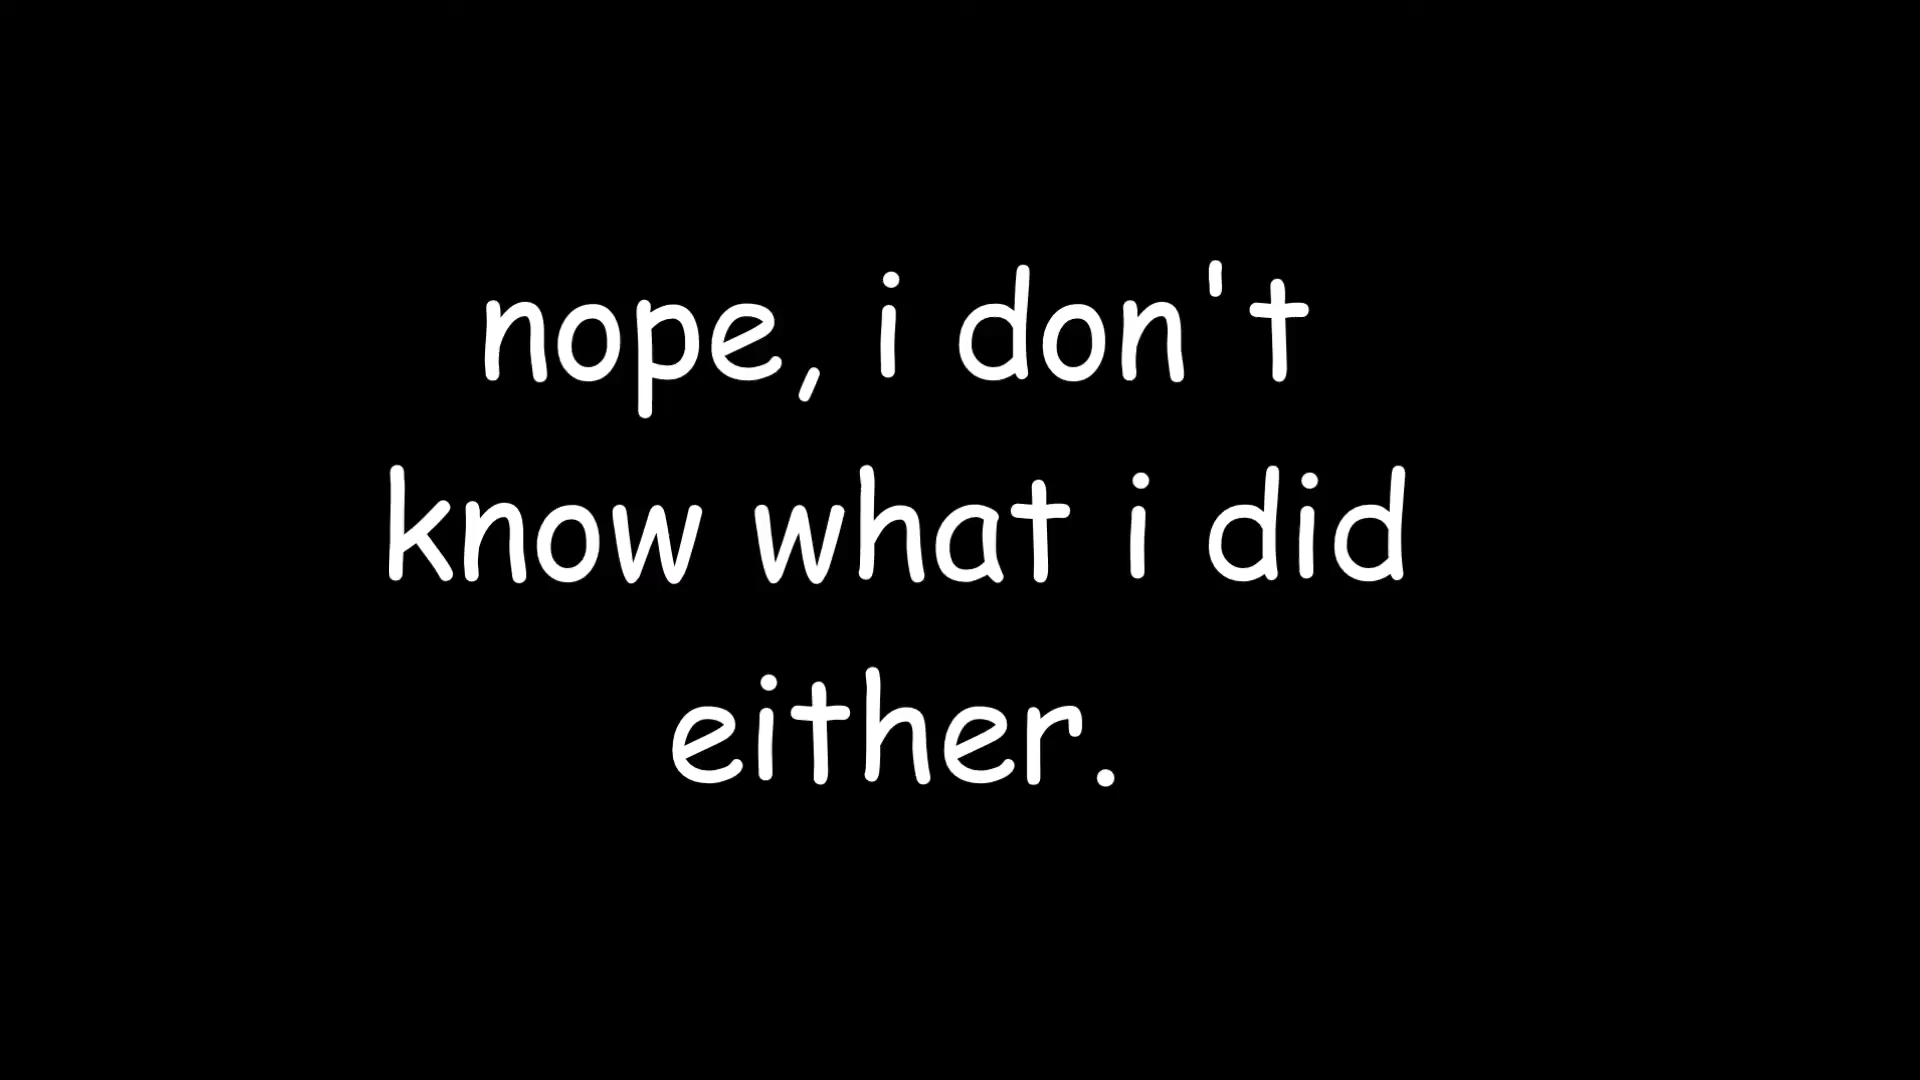 nope, i don't
know what i did
either.